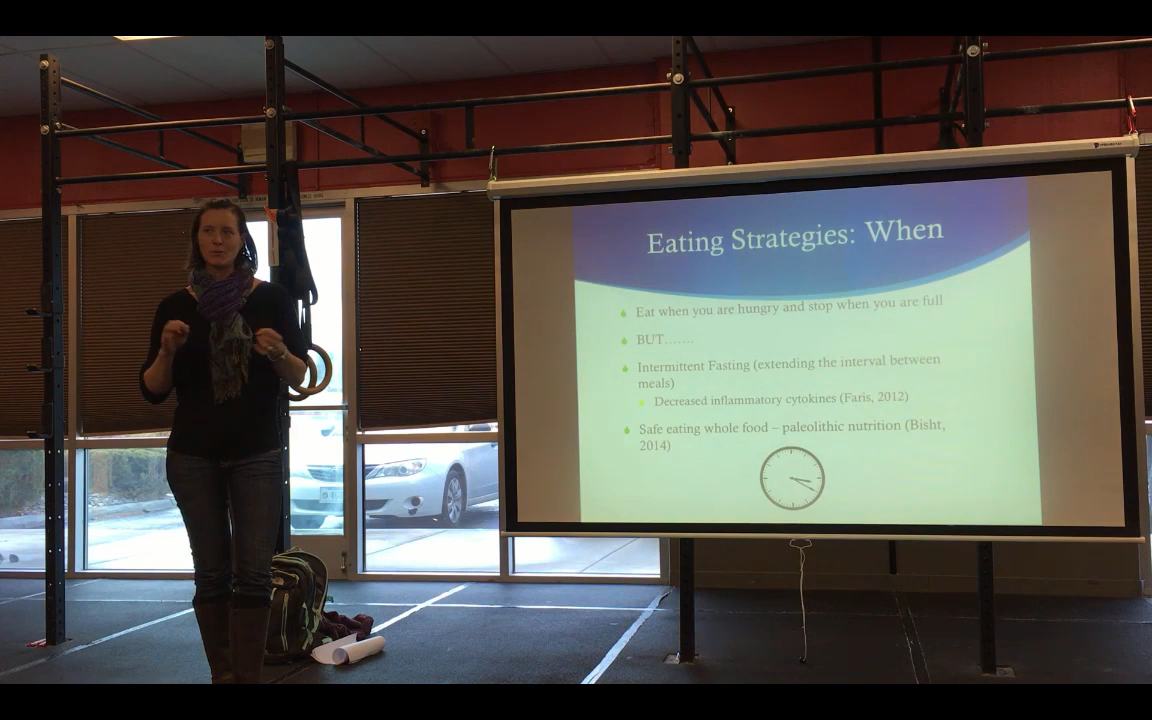 Eating Strategies: When
Eat when you are hungry and stop when you are full
BUT.......
Intermittent Fasting (extending the interval between
meals)
Decreased inflammatory cytokines (Faris, 2012)
Safe eating whole food – paleolithic nutrition (Bisht,
2014)